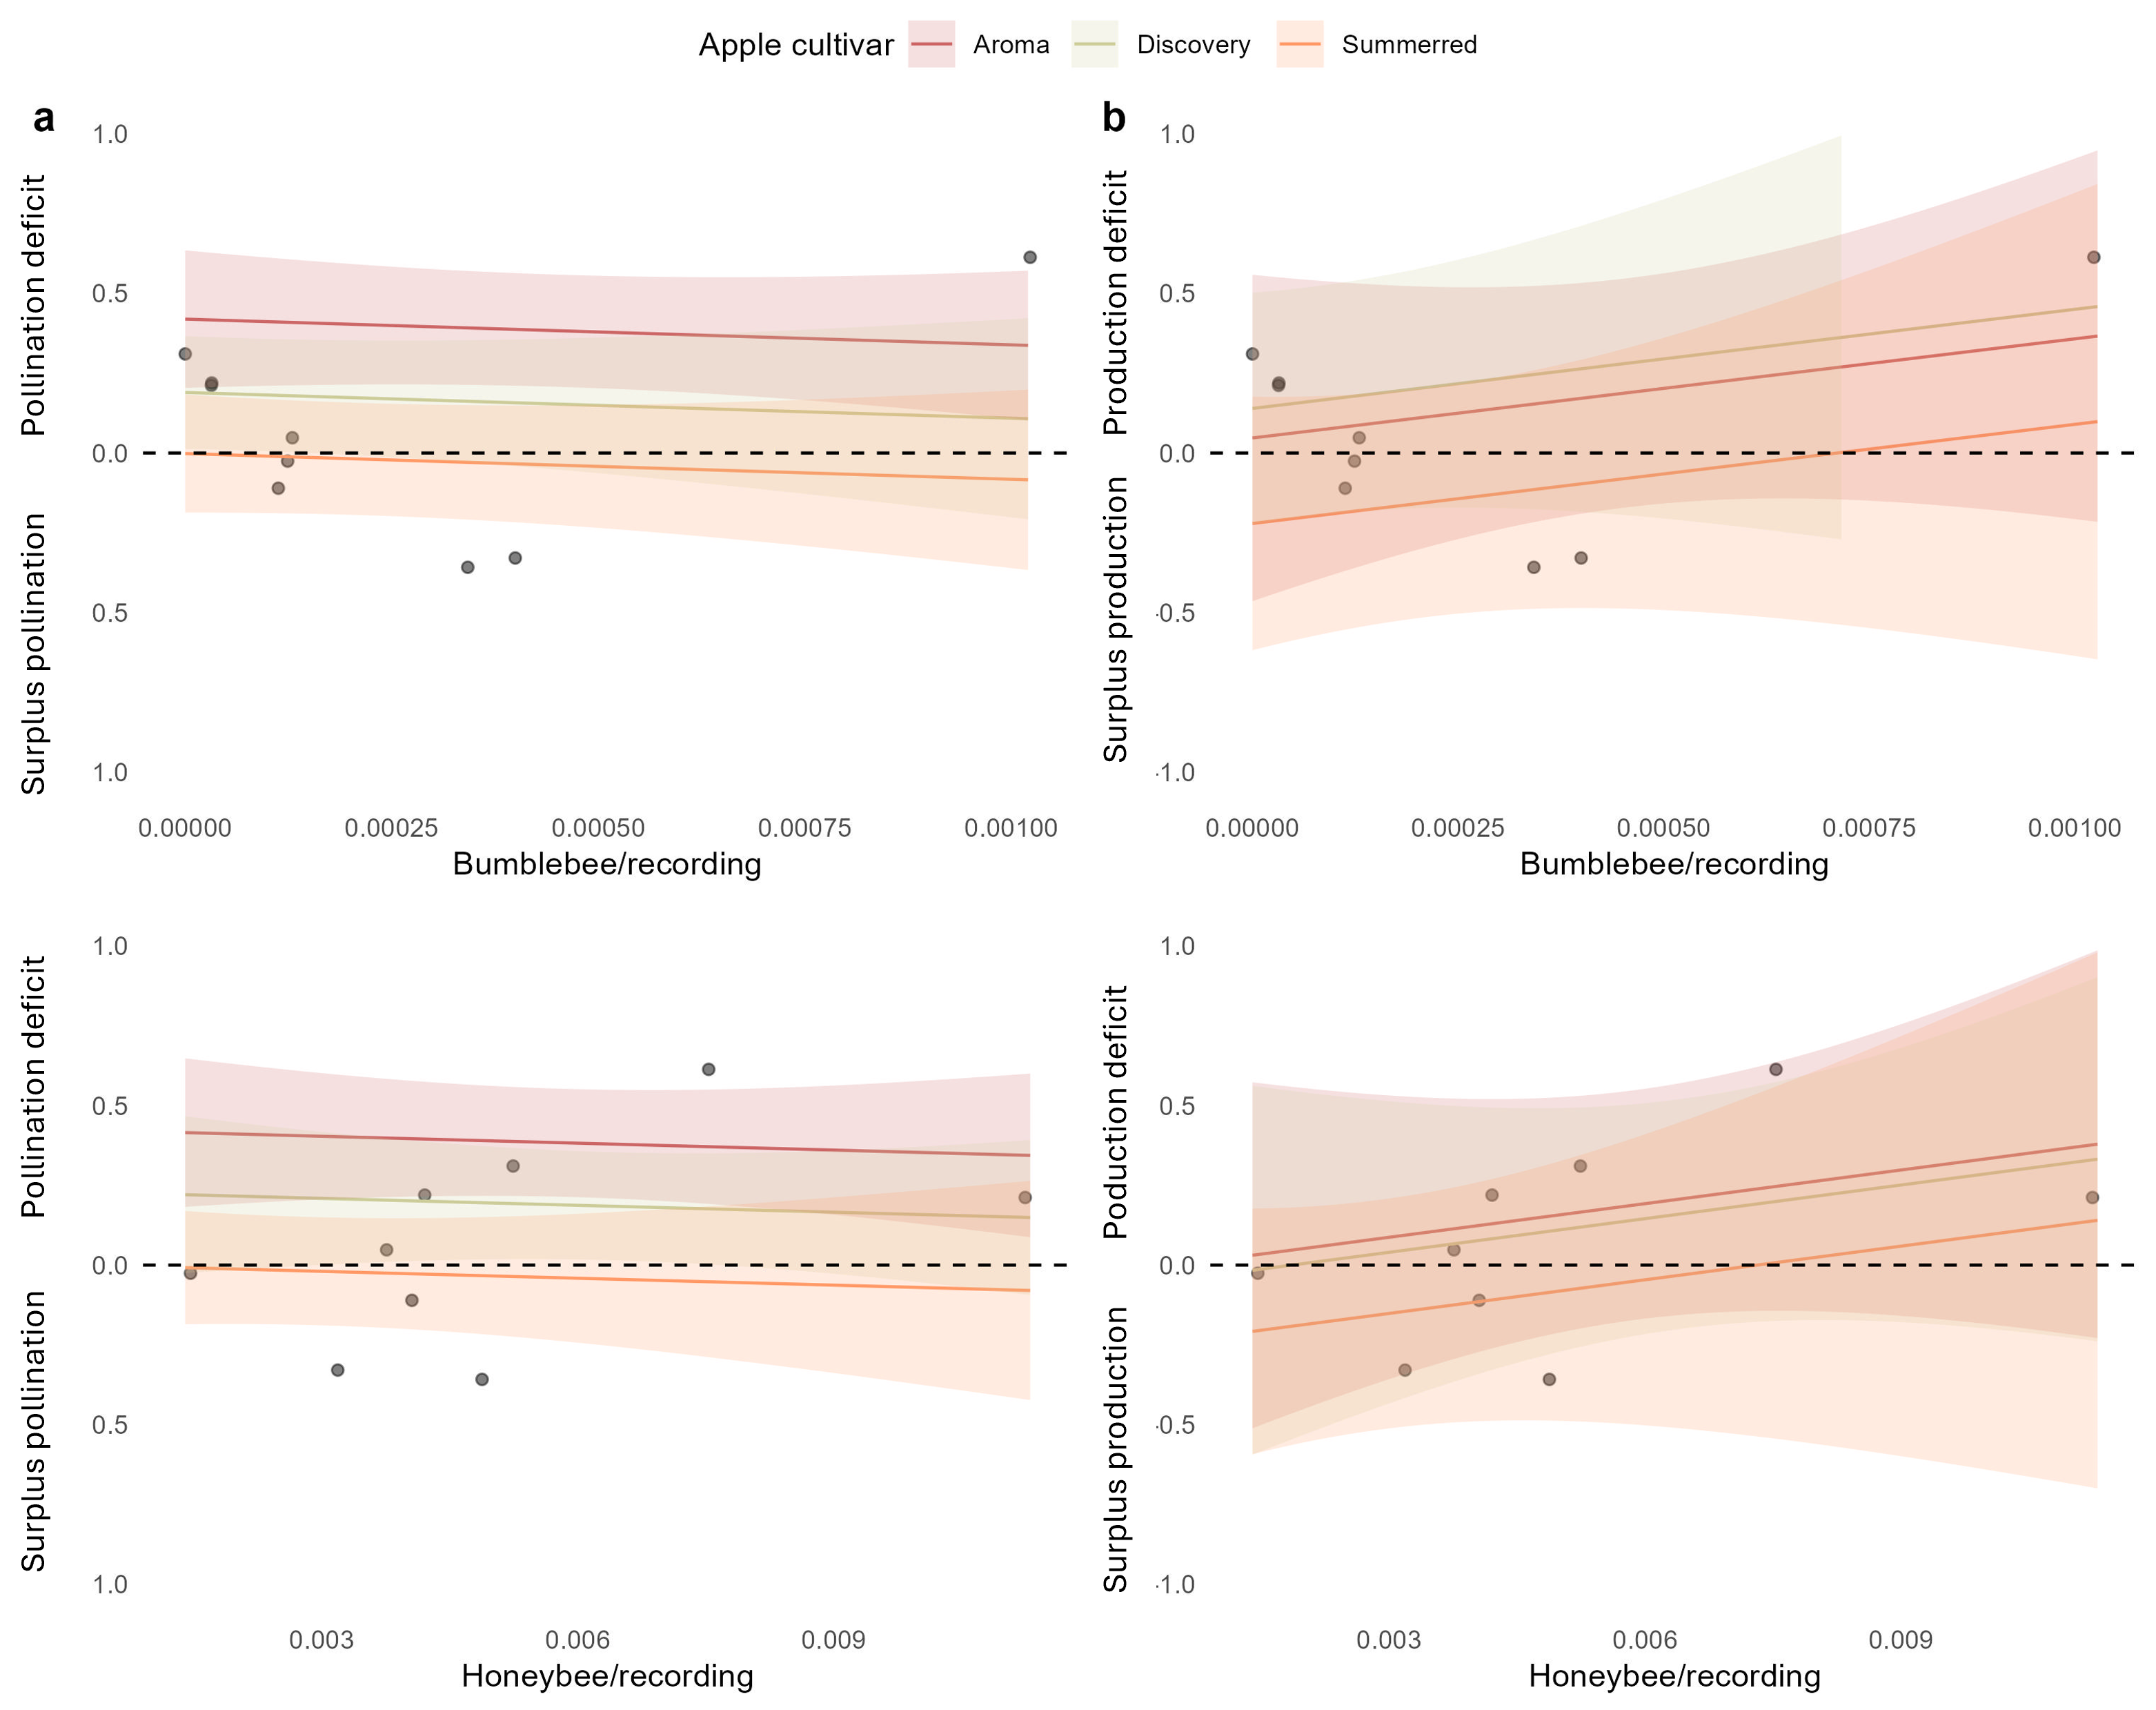 Apple cultivar Aroma Discovery Summerred
a
1.0
0.5
0.0
0.5
1.0
Pollination deficit
Surplus pollination
0.00000 0.00025 0.00050 0.00075 0.00100
Bumblebee/recording
b
1.0
0.5
0.0
-0.5
-1.0
Production deficit
Surplus production
0.00000 0.00025 0.00050 0.00075 0.00100
Bumblebee/recording
1.0
0.5
0.0
0.5
1.0
Pollination deficit
Surplus pollination
0.003 0.006 0.009
Honeybee/recording
1.0
0.5
0.0
-0.5
-1.0
Poduction deficit
Surplus production
0.003 0.006 0.009
Honeybee/recording